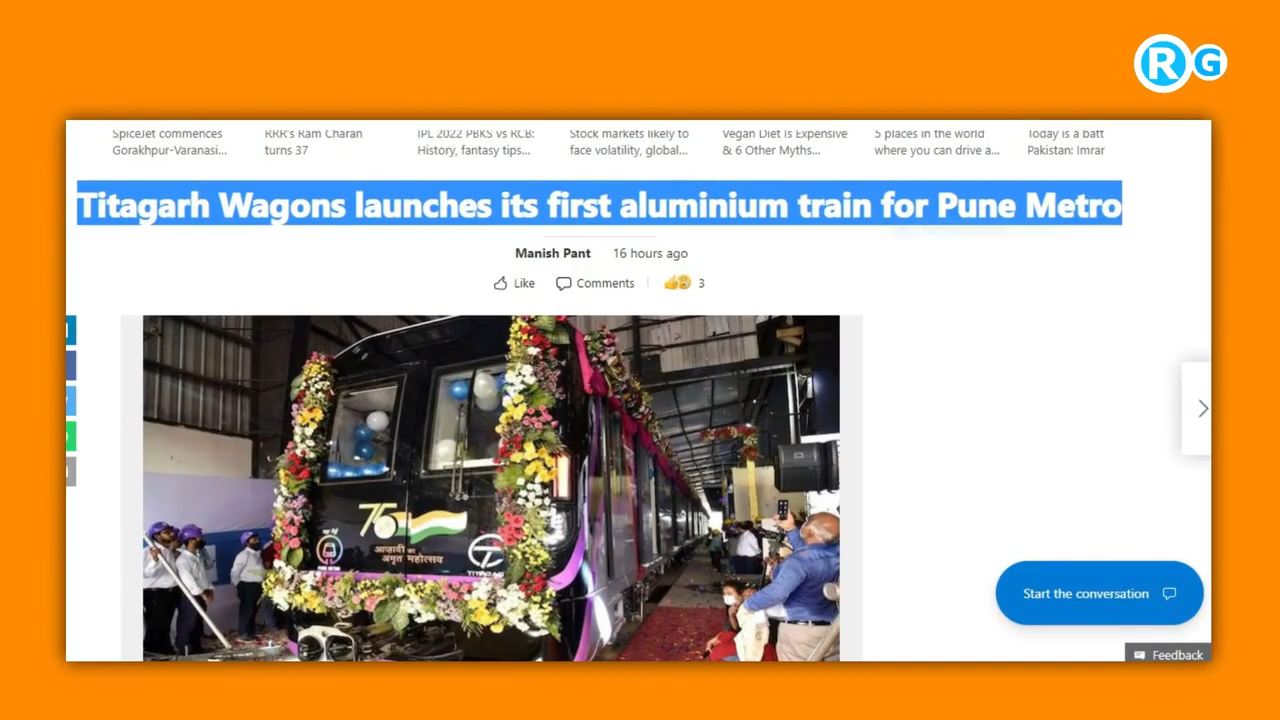 RG
SpiceJet commences
Gorakhpur-Varanasi...
RRR's Ram Charan
turns 37
IPL 2022 PBKS vs RCB:
History, fantasy tips...
Stock markets likely to
face volatility, global...
Vegan Diet Is Expensive
& 6 Other Myths...
5 places in the world
where you can drive a...
Today is a batt
Pakistan: Imrar
Titagarh Wagons launches its first aluminium train for Pune Metro
Manish Pant 16 hours ago
Like Comments 3
75
आज़ादी का
अमृत महोत्सव
PUNE METRO
Start the conversation
Feedback